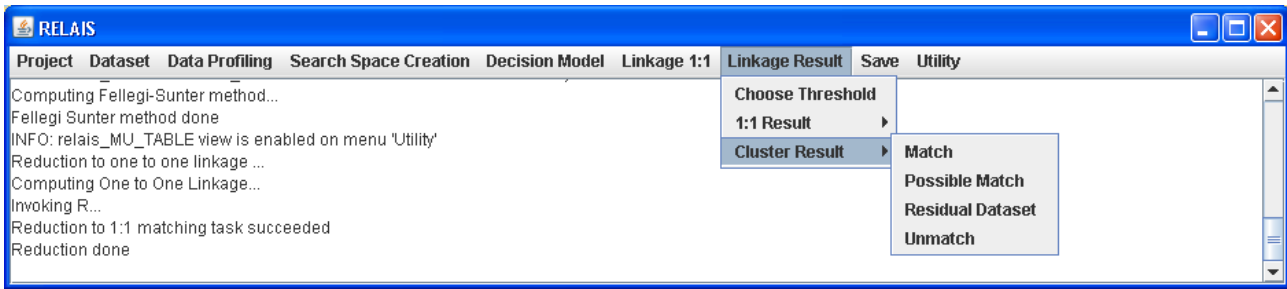 RELAIS
Project Dataset Data Profiling Search Space Creation Decision Model Linkage 1:1 Linkage Result Save Utility
Computing Fellegi-Sunter method...
Fellegi Sunter method done
INFO: relais_MU_TABLE view is enabled on menu 'Utility'
Reduction to one to one linkage ...
Computing One to One Linkage...
Invoking R...
Reduction to 1:1 matching task succeeded
Reduction done
Choose Threshold
1:1 Result
Cluster Result
Match
Possible Match
Residual Dataset
Unmatch